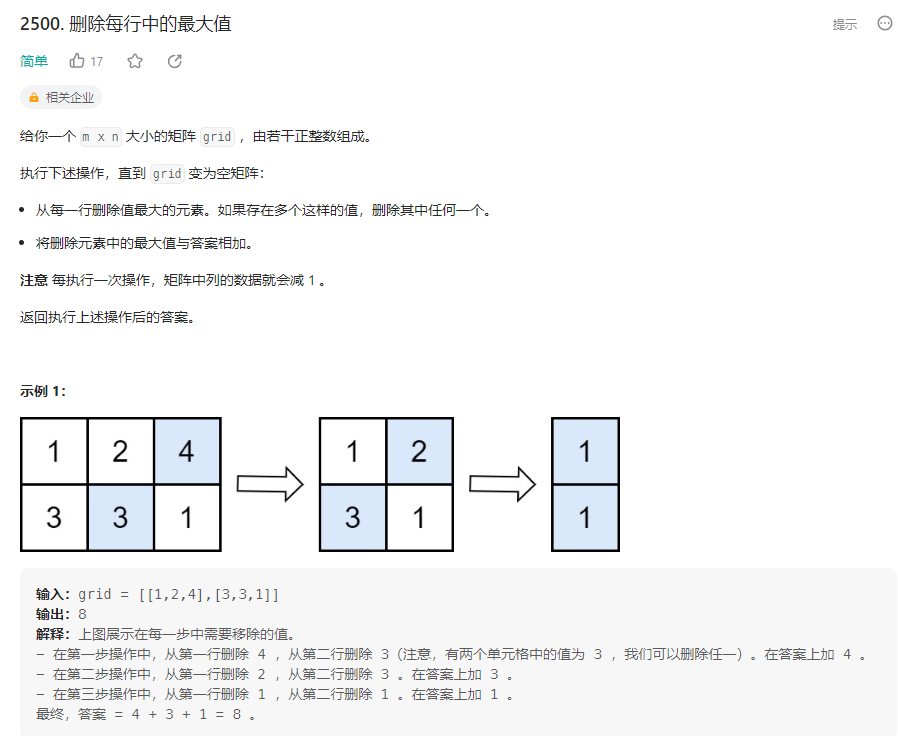 2500. 删除每行中的最大值
提示
简单 17
相关企业
给你一个 m x n 大小的矩阵 grid ，由若干正整数组成。
执行下述操作，直到 grid 变为空矩阵：
• 从每一行删除值最大的元素。如果存在多个这样的值，删除其中任何一个。
• 将删除元素中的最大值与答案相加。
注意 每执行一次操作，矩阵中列的数据就会减 1 。
返回执行上述操作后的答案。
示例 1：
1 2 4 1 2 1
3 3 1 3 1 1
输入：grid = [[1,2,4],[3,3,1]]
输出：8
解释：上图展示在每一步中需要移除的值。
- 在第一步操作中，从第一行删除 4 ，从第二行删除 3（注意，有两个单元格中的值为 3 ，我们可以删除任一）。在答案上加 4 。
- 在第二步操作中，从第一行删除 2 ，从第二行删除 3 。在答案上加 3 。
- 在第三步操作中，从第一行删除 1 ，从第二行删除 1 。在答案上加 1 。
最终，答案 = 4 + 3 + 1 = 8 。